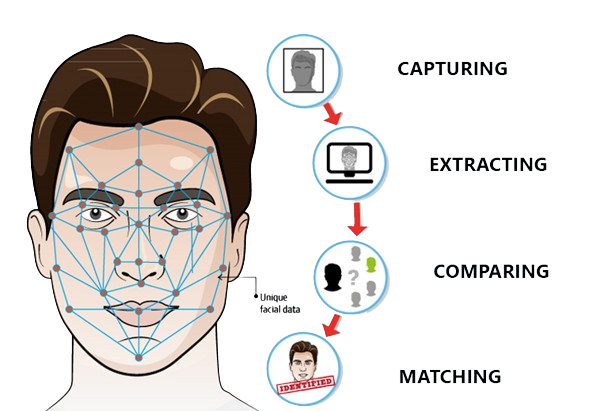 CAPTURING
EXTRACTING
COMPARING
?
Unique
facial data
IDENTIFIED
MATCHING